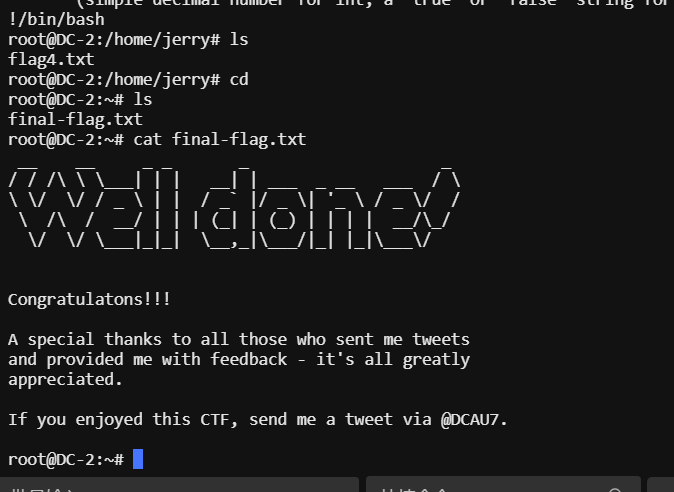 (simple decimal number for int, a "true" or "false" string for
!/bin/bash
root@DC-2:/home/jerry# ls
flag4.txt
root@DC-2:/home/jerry# cd
root@DC-2:~# ls
final-flag.txt
root@DC-2:~# cat final-flag.txt
Well done!
Congratulatons!!!
A special thanks to all those who sent me tweets
and provided me with feedback - it's all greatly
appreciated.
If you enjoyed this CTF, send me a tweet via @DCAU7.
root@DC-2:~#